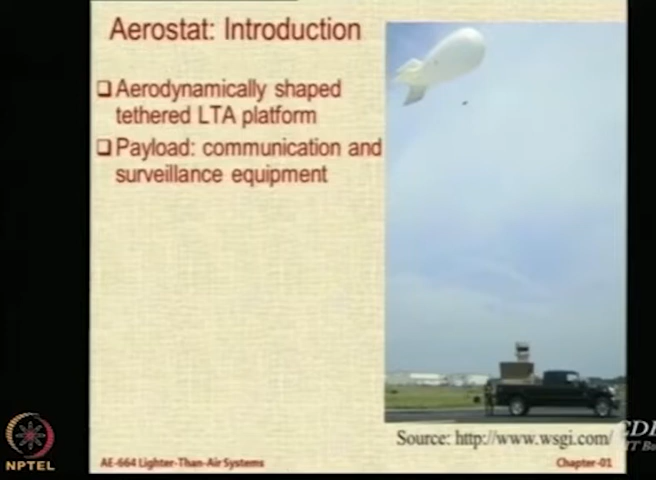 Aerostat: Introduction
❑ Aerodynamically shaped
tethered LTA platform
❑ Payload: communication and
surveillance equipment
Source: http://www.wsgi.com/
NPTEL
AE-664 Lighter-Than-Air Systems
Chapter-01